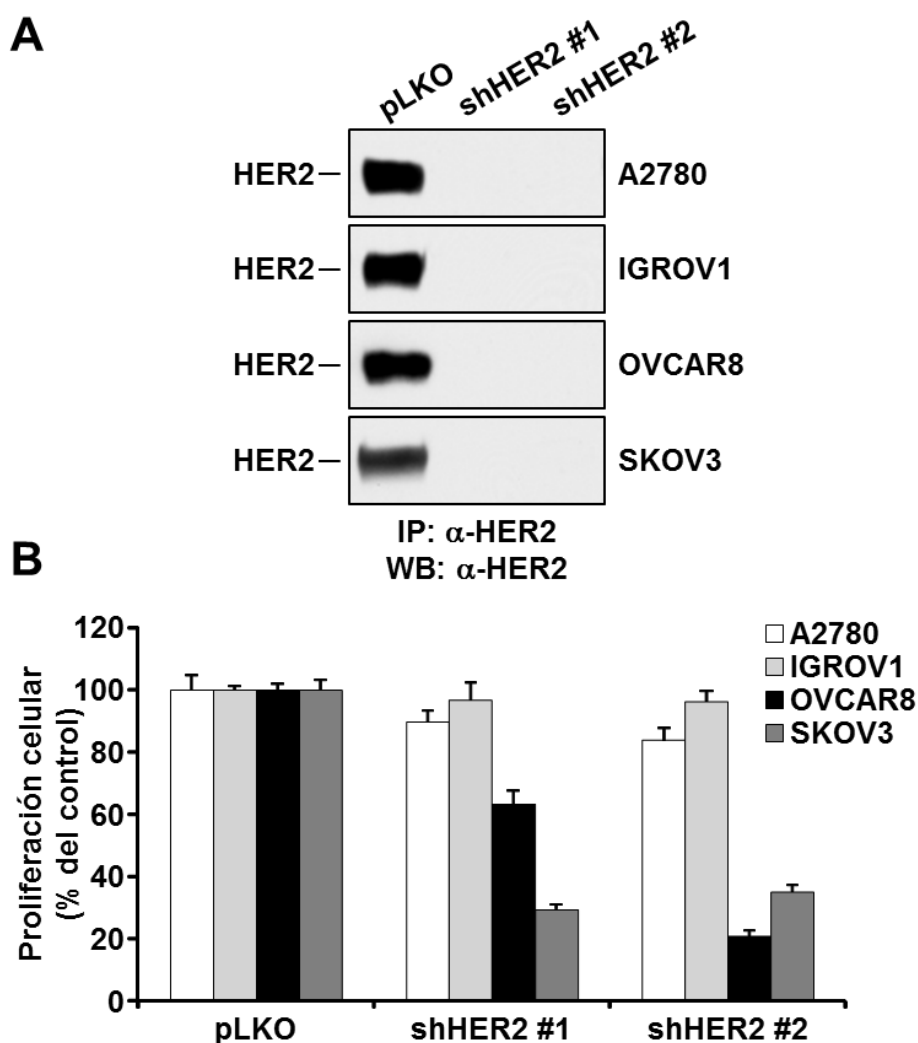 A
pLKO shHER2 #1 shHER2 #2
HER2 A2780
HER2 IGROV1
HER2 OVCAR8
HER2 SKOV3
IP: α-HER2
WB: α-HER2
B
Proliferación celular
(% del control)
120
100
80
60
40
20
0
A2780
IGROV1
OVCAR8
SKOV3
pLKO shHER2 #1 shHER2 #2